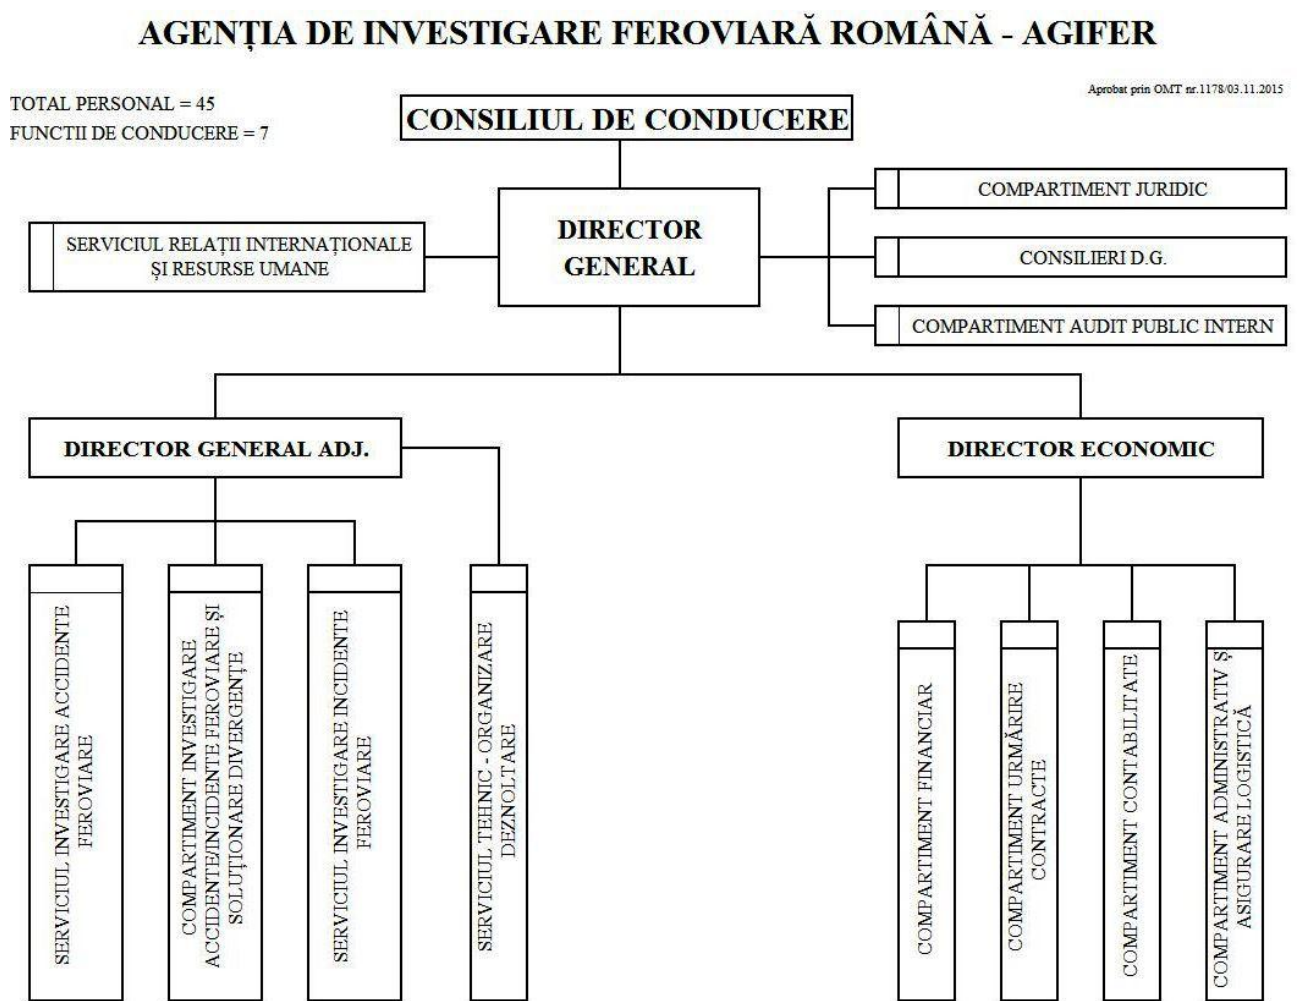 AGENȚIA DE INVESTIGARE FEROVIARĂ ROMÂNĂ - AGIFER
Aprobat prin OMT nr.1178/03.11.2015
TOTAL PERSONAL = 45
FUNCTII DE CONDUCERE = 7
CONSILIUL DE CONDUCERE
DIRECTOR
GENERAL
SERVICIUL RELAȚII INTERNAȚIONALE
ȘI RESURSE UMANE
COMPARTIMENT JURIDIC
CONSILIERI D.G.
COMPARTIMENT AUDIT PUBLIC INTERN
DIRECTOR GENERAL ADJ.
DIRECTOR ECONOMIC
SERVICIUL INVESTIGARE ACCIDENTE
FEROVIARE
COMPARTIMENT INVESTIGARE
ACCIDENTE/INCIDENTE FEROVIARE ȘI
SOLUȚIONARE DIVERGENȚE
SERVICIUL INVESTIGARE INCIDENTE
FEROVIARE
SERVICIUL TEHNIC - ORGANIZARE
DEZNOLTARE
COMPARTIMENT FINANCIAR
COMPARTIMENT URMĂRIRE
CONTRACTE
COMPARTIMENT CONTABILITATE
COMPARTIMENT ADMINISTRATIV Ș
ASIGURARE LOGISTICĂ